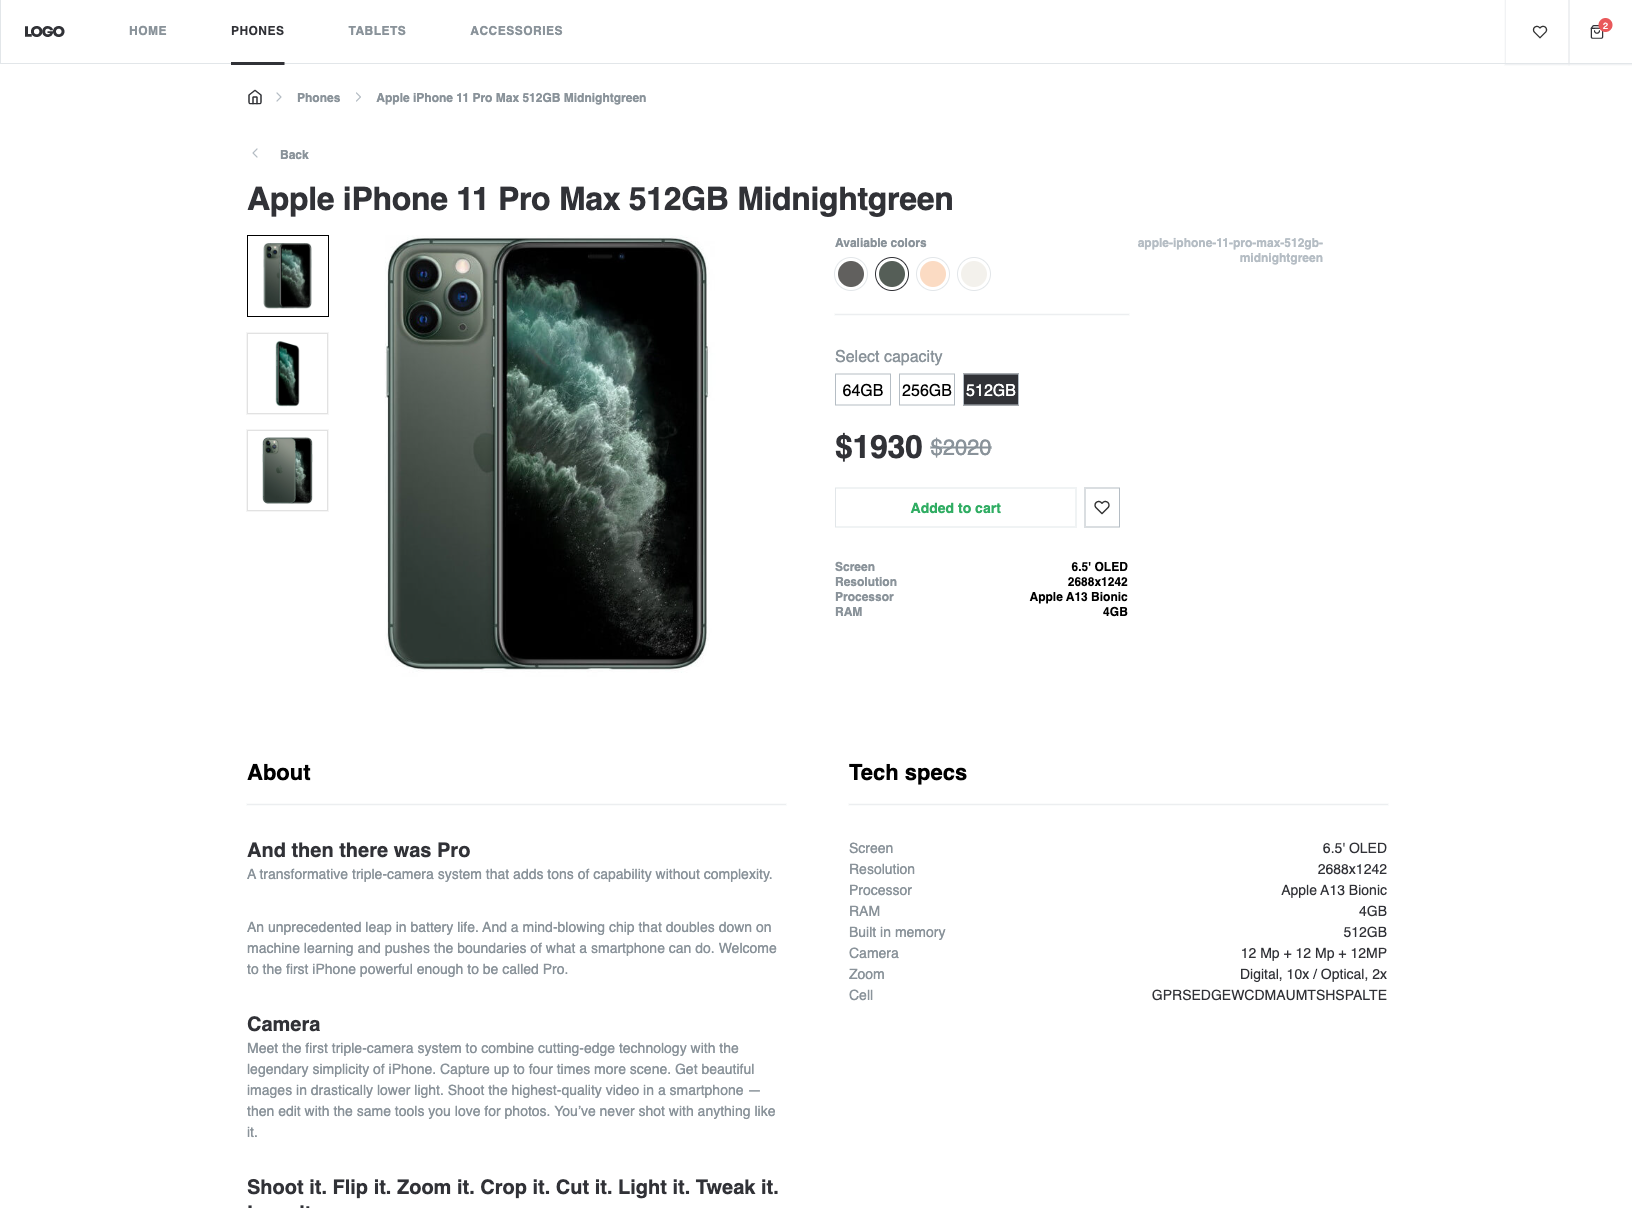 LOGO
HOME
PHONES
TABLETS
ACCESSORIES
2
Phones
Apple iPhone 11 Pro Max 512GB Midnightgreen
Back
Apple iPhone 11 Pro Max 512GB Midnightgreen
Available colors
apple-iphone-11-pro-max-512gb-
midnightgreen
Select capacity
64GB
256GB
512GB
$1930 $2020
Added to cart
Screen 6.5' OLED
Resolution 2688x1242
Processor Apple A13 Bionic
RAM 4GB
About
And then there was Pro
A transformative triple-camera system that adds tons of capability without complexity.
An unprecedented leap in battery life. And a mind-blowing chip that doubles down on
machine learning and pushes the boundaries of what a smartphone can do. Welcome
to the first iPhone powerful enough to be called Pro.
Camera
Meet the first triple-camera system to combine cutting-edge technology with the
legendary simplicity of iPhone. Capture up to four times more scene. Get beautiful
images in drastically lower light. Shoot the highest-quality video in a smartphone —
then edit with the same tools you love for photos. You’ve never shot with anything like
it.
Shoot it. Flip it. Zoom it. Crop it. Cut it. Light it. Tweak it.
Tech specs
Screen 6.5' OLED
Resolution 2688x1242
Processor Apple A13 Bionic
RAM 4GB
Built in memory 512GB
Camera 12 Mp + 12 Mp + 12MP
Zoom Digital, 10x / Optical, 2x
Cell GPRSEDGEWCDMAUMTSHSPALTE